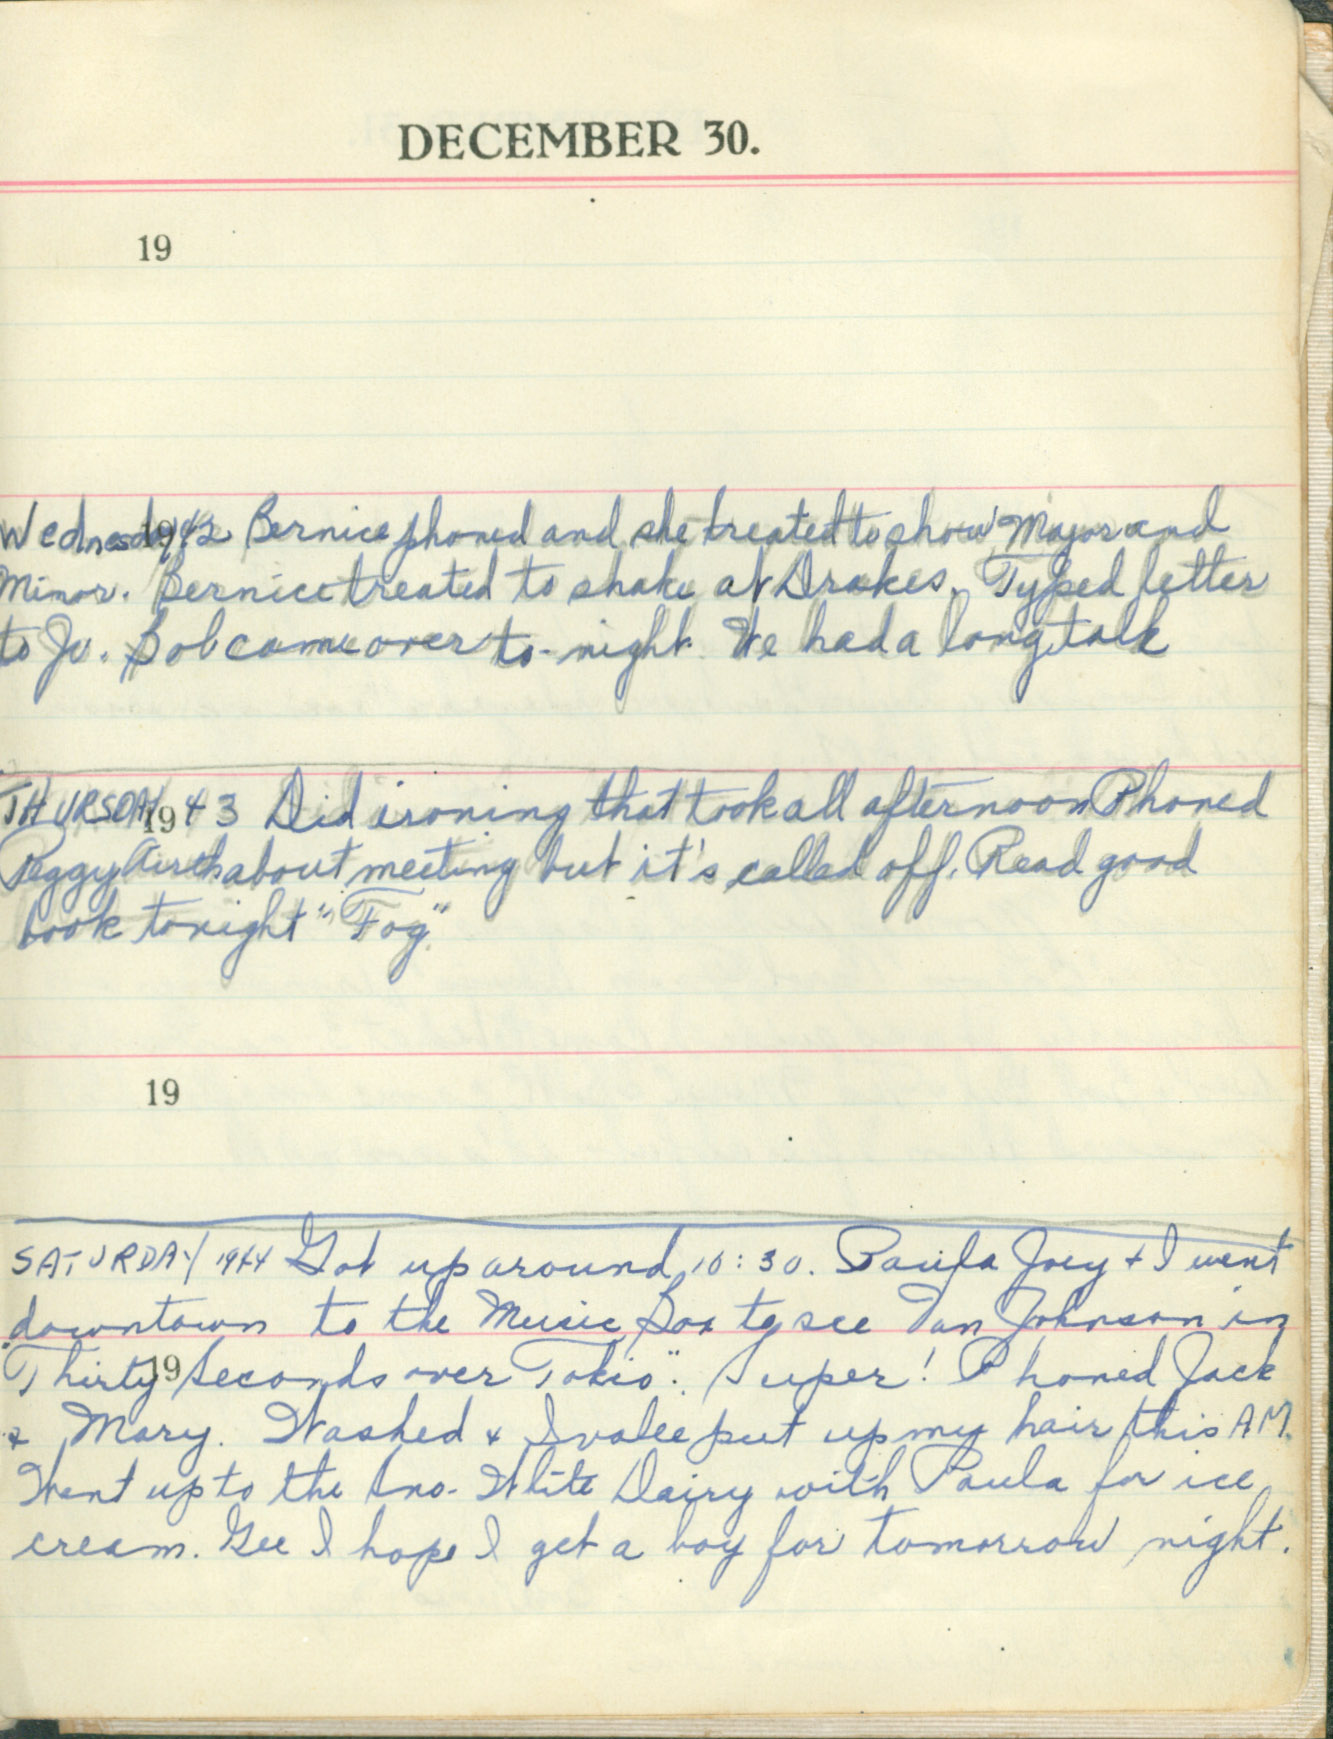 DECEMBER 30.
19
Wednesday 1942 Bernice phoned and she treated to show Major and
Minor. Bernice treated to shake at Drakes. Typed letter
to Jo. Bob came over to-night. We had a long talk
THURSDAY 1943 Did ironing that took all afternoon Phoned
Peggy about meeting but it's called off. Read good
book tonight "Fog"
19
SATURDAY 1944 Got up around 10:30. Paula Joey + I went
downtown to the Music Box to see Van Johnson in
"Thirty Seconds over Tokio". Super! Phoned Jack
19
+ Mary. Washed + Ivalee put up my hair this AM.
Went up to the Sno-White Dairy with Paula for ice
cream. Gee I hope I get a boy for tomorrow night.